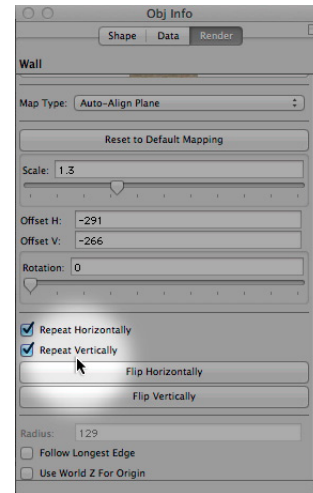 Obj Info
Shape Data Render
Wall
Map Type: Auto-Align Plane
Reset to Default Mapping
Scale: 1.3
Offset H: -291
Offset V: -266
Rotation: 0
Repeat Horizontally
Repeat Vertically
Flip Horizontally
Flip Vertically
Radius: 129
Follow Longest Edge
Use World Z For Origin